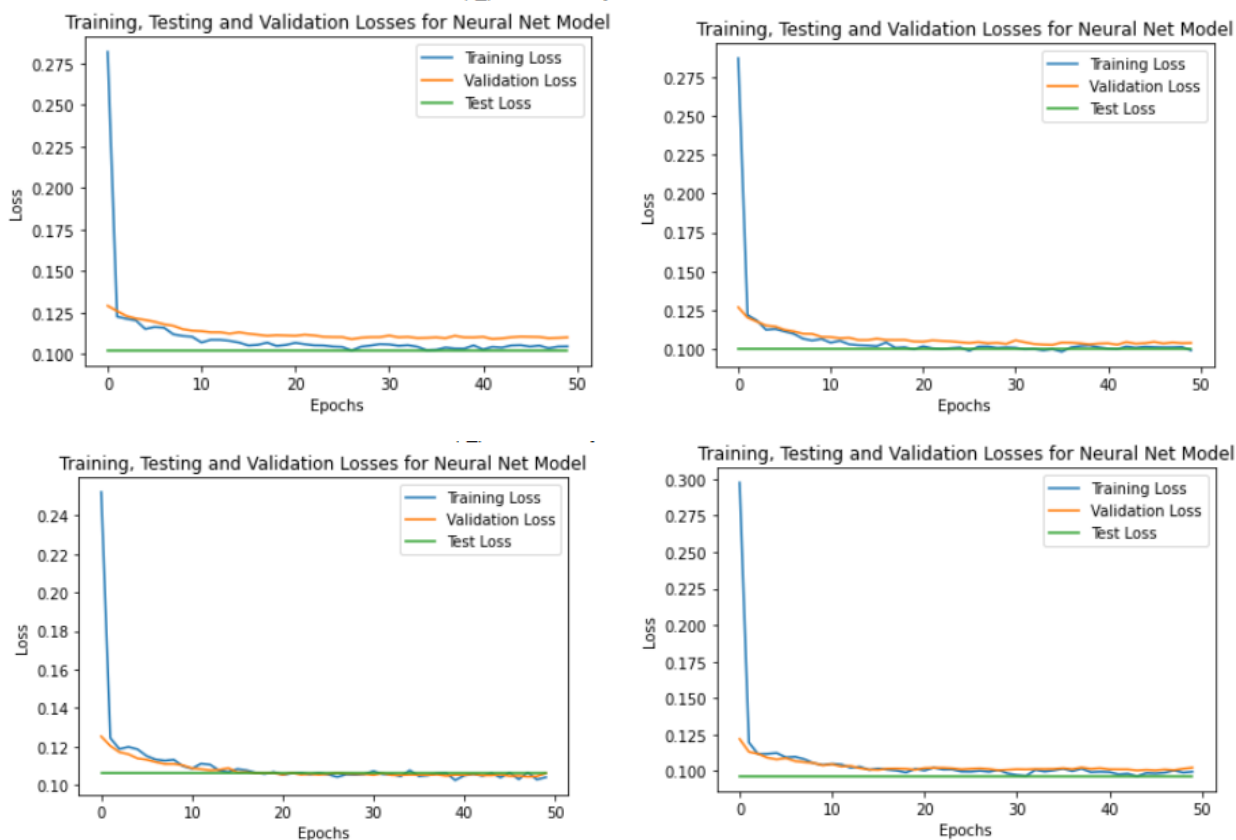 Training, Testing and Validation Losses for Neural Net Model
Training Loss
Validation Loss
Test Loss
0.275
0.250
0.225
0.200
0.175
0.150
0.125
0.100
Loss
0 10 20 30 40 50
Epochs
Training, Testing and Validation Losses for Neural Net Model
Training Loss
Validation Loss
Test Loss
0.275
0.250
0.225
0.200
0.175
0.150
0.125
0.100
Loss
0 10 20 30 40 50
Epochs
Training, Testing and Validation Losses for Neural Net Model
Training Loss
Validation Loss
Test Loss
0.24
0.22
0.20
0.18
0.16
0.14
0.12
0.10
Loss
0 10 20 30 40 50
Epochs
Training, Testing and Validation Losses for Neural Net Model
Training Loss
Validation Loss
Test Loss
0.300
0.275
0.250
0.225
0.200
0.175
0.150
0.125
0.100
Loss
0 10 20 30 40 50
Epochs